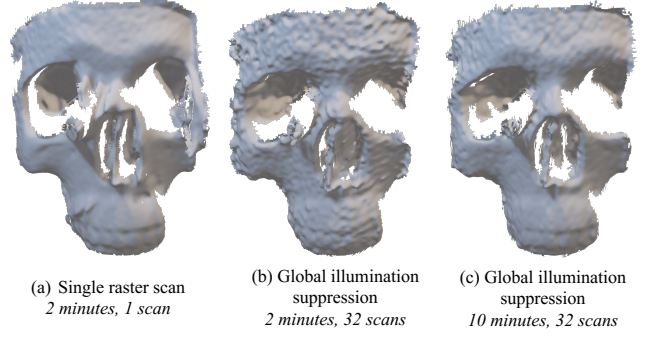 (a) Single raster scan
2 minutes, 1 scan
(b) Global illumination
suppression
2 minutes, 32 scans
(c) Global illumination
suppression
10 minutes, 32 scans